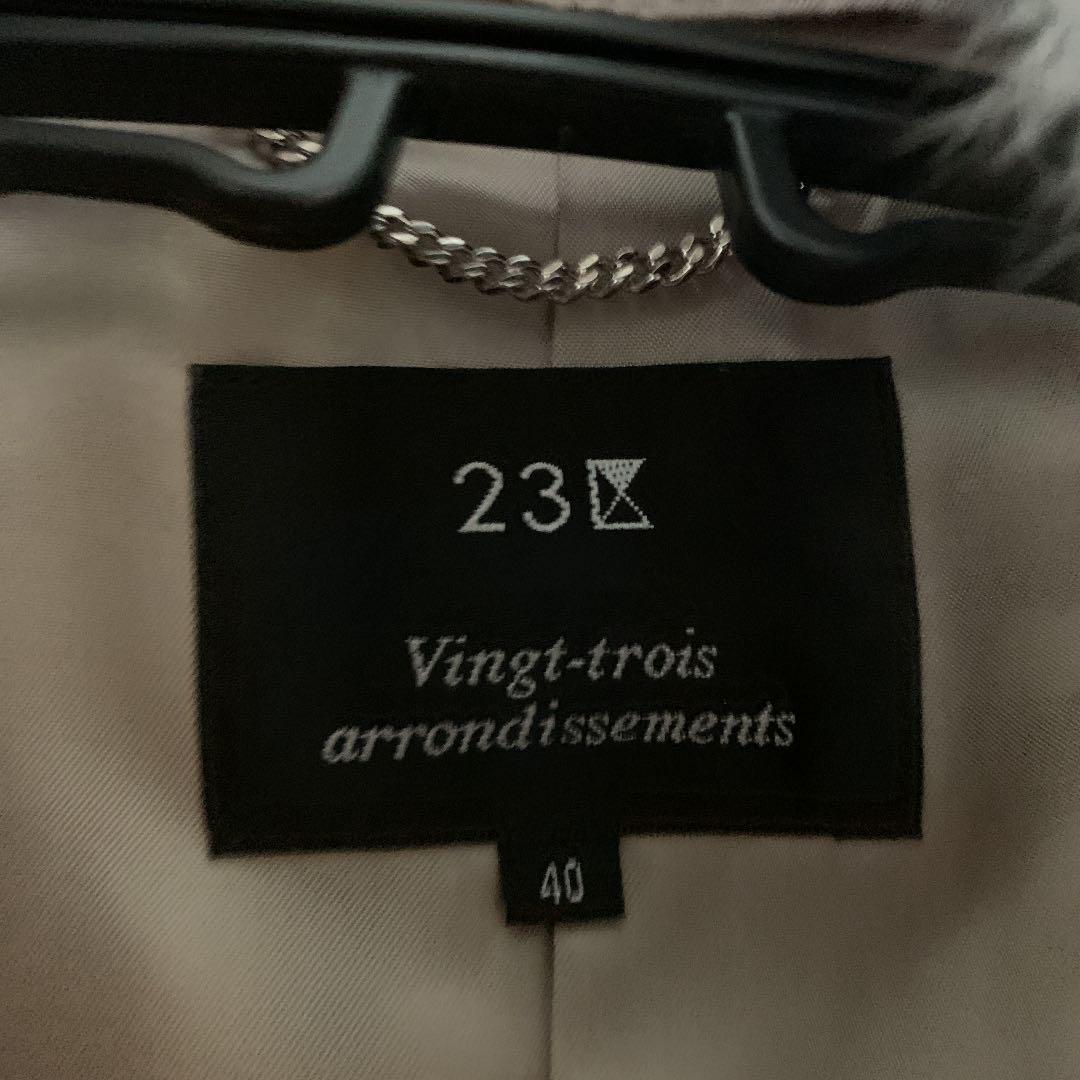 23区
Vingt-trois
arrondissements
40